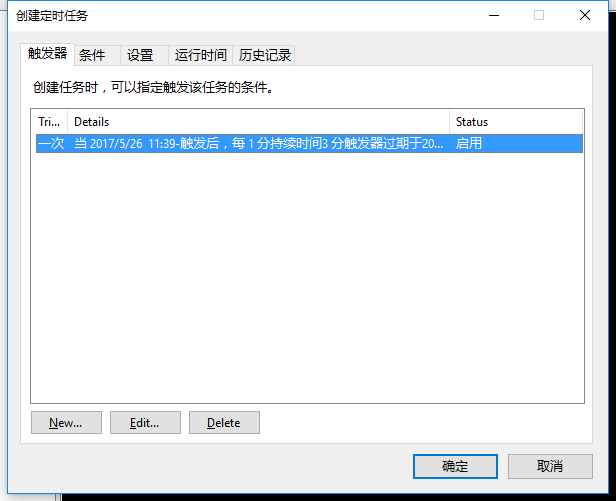 创建定时任务
触发器 条件 设置 运行时间 历史记录
创建任务时，可以指定触发该任务的条件。
Tri... Details Status
一次 当 2017/5/26 11:39-触发后，每 1 分持续时间3 分触发器过期于20... 启用
New... Edit... Delete
确定 取消